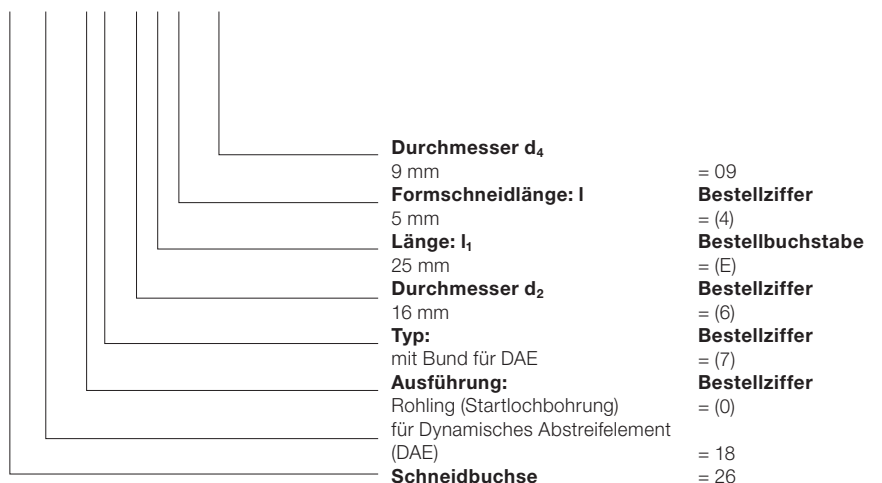 Durchmesser d₄
9 mm = 09
Formschneidlänge: l Bestellziffer
5 mm = (4)
Länge: l₁ Bestellbuchstabe
25 mm = (E)
Durchmesser d₂ Bestellziffer
16 mm = (6)
Typ: Bestellziffer
mit Bund für DAE = (7)
Ausführung: Bestellziffer
Rohling (Startlochbohrung) = (0)
für Dynamisches Abstreifelement
(DAE) = 18
Schneidbuchse = 26